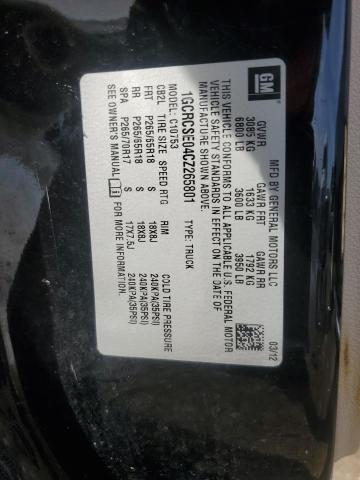 GM
MFD BY GENERAL MOTORS LLC 03/12
GVWR GAWR FRT GAWR RR
3085 KG 1633 KG 1792 KG
6800 LB 3600 LB 3950 LB
THIS VEHICLE CONFORMS TO ALL APPLICABLE U.S. FEDERAL MOTOR
VEHICLE SAFETY STANDARDS IN EFFECT ON THE DATE OF
MANUFACTURE SHOWN ABOVE.
1GCRCSE04CZ265801 TYPE: TRUCK
MODEL: C10753
CB2L TIRE SIZE SPEED RTG RIM COLD TIRE PRESSURE
FRT P265/65R18 S 18X8J 240KPA(35PSI)
RR P265/65R18 S 18X8J 240KPA(35PSI)
SPA P265/70R17 S 17X7.5J 240KPA(35PSI)
SEE OWNER'S MANUAL FOR MORE INFORMATION.